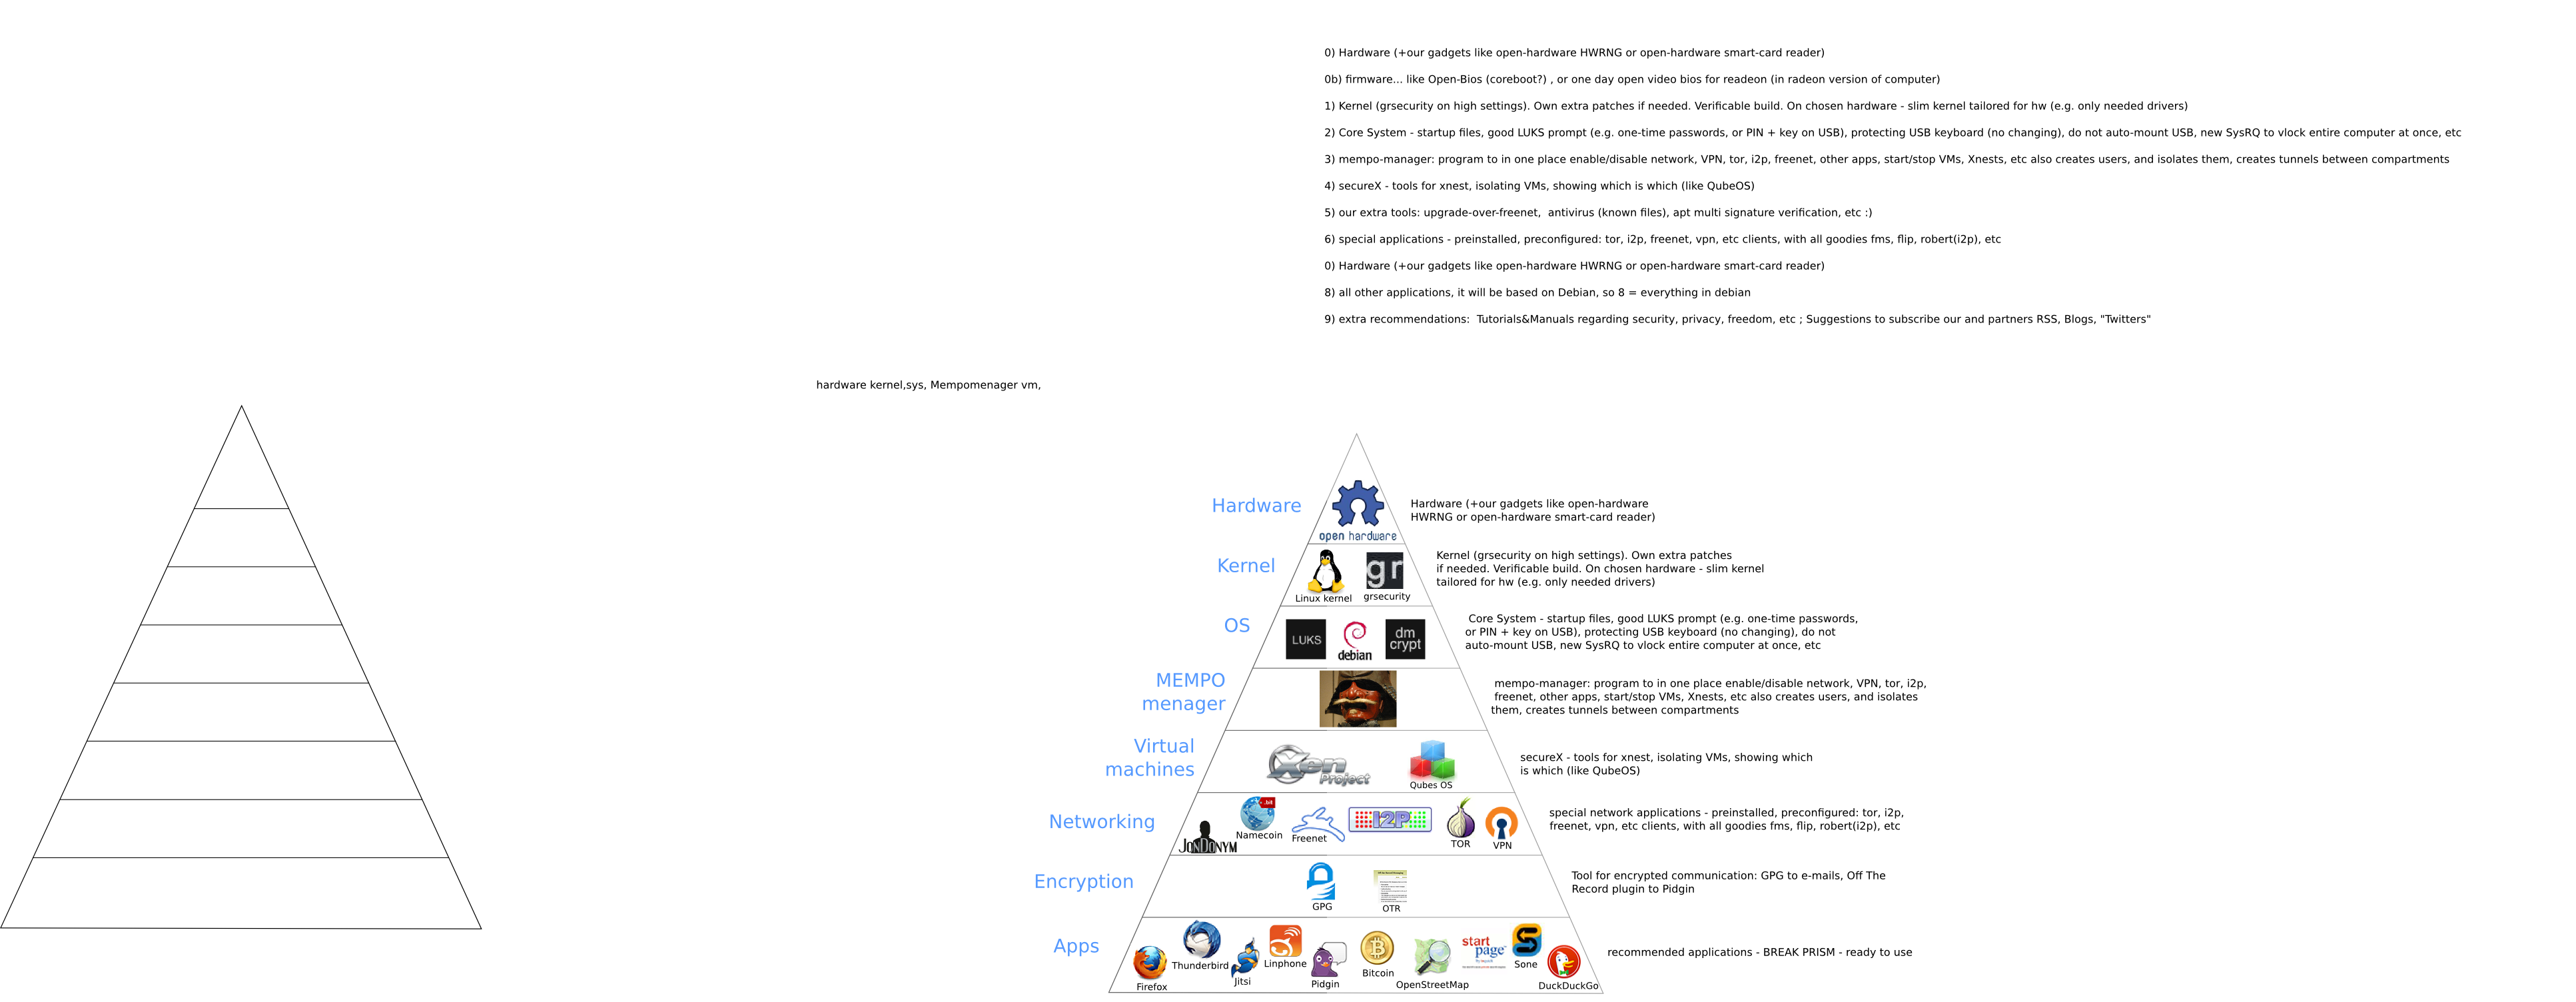 0) Hardware (+our gadgets like open-hardware HWRNG or open-hardware smart-card reader)
0b) firmware... like Open-Bios (coreboot?) , or one day open video bios for readeon (in radeon version of computer)
1) Kernel (grsecurity on high settings). Own extra patches if needed. Verificable build. On chosen hardware - slim kernel tailored for hw (e.g. only needed drivers)
2) Core System - startup files, good LUKS prompt (e.g. one-time passwords, or PIN + key on USB), protecting USB keyboard (no changing), do not auto-mount USB, new SysRQ to vlock entire computer at once, etc
3) mempo-manager: program to in one place enable/disable network, VPN, tor, i2p, freenet, other apps, start/stop VMs, Xnests, etc also creates users, and isolates them, creates tunnels between compartments
4) secureX - tools for xnest, isolating VMs, showing which is which (like QubeOS)
5) our extra tools: upgrade-over-freenet,  antivirus (known files), apt multi signature verification, etc :)
6) special applications - preinstalled, preconfigured: tor, i2p, freenet, vpn, etc clients, with all goodies fms, flip, robert(i2p), etc
0) Hardware (+our gadgets like open-hardware HWRNG or open-hardware smart-card reader)
8) all other applications, it will be based on Debian, so 8 = everything in debian
9) extra recommendations:  Tutorials&Manuals regarding security, privacy, freedom, etc ; Suggestions to subscribe our and partners RSS, Blogs, "Twitters"
hardware kernel,sys, Mempomenager vm,
Hardware
open hardware
Hardware (+our gadgets like open-hardware
HWRNG or open-hardware smart-card reader)
Kernel
gr
Linux kernel
grsecurity
Kernel (grsecurity on high settings). Own extra patches
if needed. Verificable build. On chosen hardware - slim kernel
tailored for hw (e.g. only needed drivers)
OS
LUKS
debian
dm
crypt
Core System - startup files, good LUKS prompt (e.g. one-time passwords,
or PIN + key on USB), protecting USB keyboard (no changing), do not
auto-mount USB, new SysRQ to vlock entire computer at once, etc
MEMPO
menager
mempo-manager: program to in one place enable/disable network, VPN, tor, i2p,
freenet, other apps, start/stop VMs, Xnests, etc also creates users, and isolates
them, creates tunnels between compartments
Virtual
machines
Xen
Project
Qubes OS
secureX - tools for xnest, isolating VMs, showing which
is which (like QubeOS)
Networking
JonDonym
.bit
Namecoin
Freenet
I2P
TOR
VPN
special network applications - preinstalled, preconfigured: tor, i2p,
freenet, vpn, etc clients, with all goodies fms, flip, robert(i2p), etc
Encryption
GPG
OTR
Tool for encrypted communication: GPG to e-mails, Off The
Record plugin to Pidgin
Apps
Firefox
Thunderbird
Jitsi
Linphone
Pidgin
Bitcoin
OpenStreetMap
start
page
Sone
DuckDuckGo
recommended applications - BREAK PRISM - ready to use